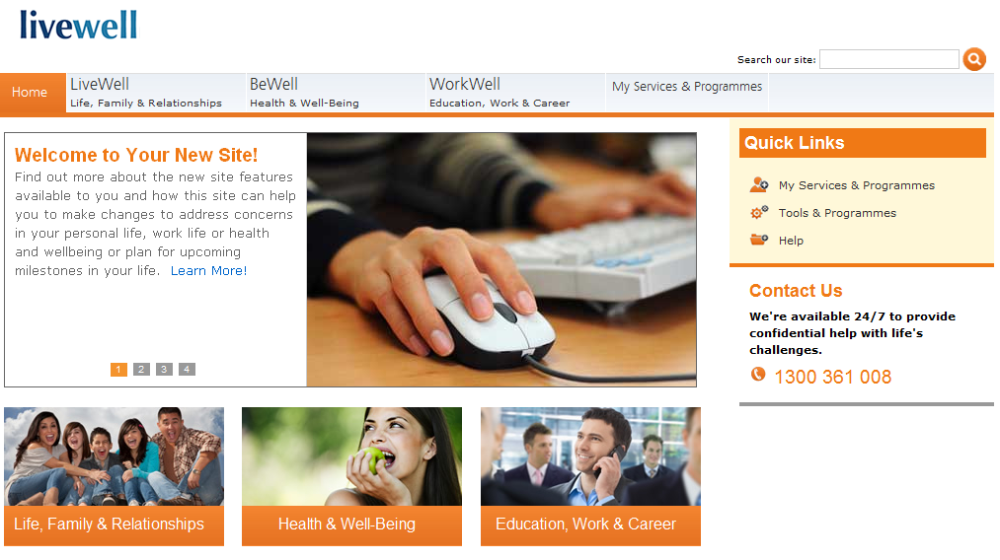 livewell
Search our site:
Home
LiveWell
Life, Family & Relationships
BeWell
Health & Well-Being
WorkWell
Education, Work & Career
My Services & Programmes
Welcome to Your New Site!
Find out more about the new site features
available to you and how this site can help
you to make changes to address concerns
in your personal life, work life or health
and wellbeing or plan for upcoming
milestones in your life. Learn More!
1 2 3 4
Quick Links
My Services & Programmes
Tools & Programmes
Help
Contact Us
We're available 24/7 to provide
confidential help with life's
challenges.
1300 361 008
Life, Family & Relationships
Health & Well-Being
Education, Work & Career